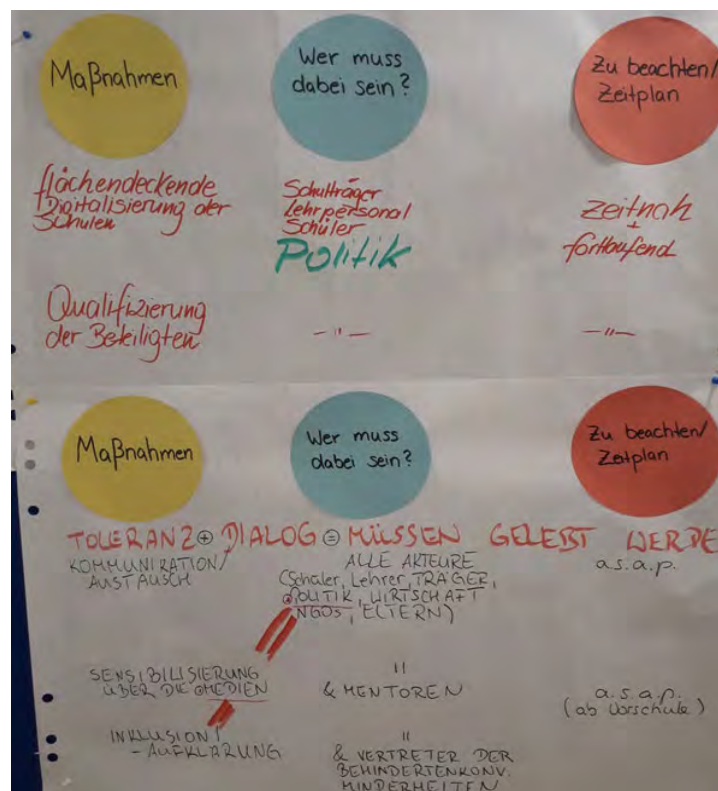 Maßnahmen
Wer muss
dabei sein?
Zu beachten/
Zeitplan
flächendeckende
Digitalisierung der
Schulen
Schulträger
Lehrpersonal
Schüler
Politik
zeitnah
+
fortlaufend
Qualifizierung
der Beteiligten
— " —
— " —
Maßnahmen
Wer muss
dabei sein?
Zu beachten/
Zeitplan
TOLERANZ + DIALOG = MÜSSEN GELEBT WERDE
KOMMUNIKATION/
AUSTAUSCH
ALLE AKTEURE
(Schüler, Lehrer, TRÄGER,
POLITIK, WIRTSCHAFT
NGOs, ELTERN)
a.s.a.p.
SENSIBILISIERUNG
ÜBER DIE MEDIEN
"
& MENTOREN
a.s.a.p.
(ab Vorschule)
INKLUSION/
- AUFKLÄRUNG
"
& VERTRETER DER
BEHINDERTENKONV.
MINDERHEITEN